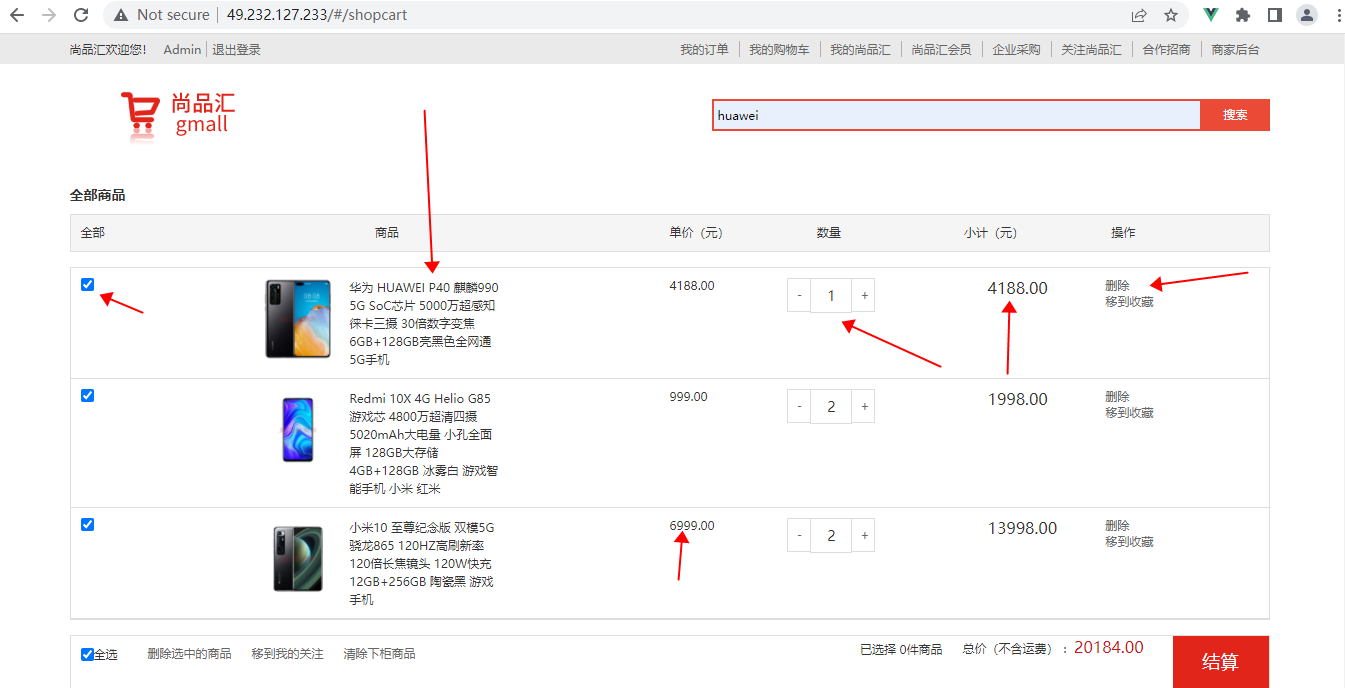 Not secure 49.232.127.233/#/shopcart
尚品汇欢迎您! Admin 退出登录 我的订单 我的购物车 我的尚品汇 尚品汇会员 企业采购 关注尚品汇 合作招商 商家后台
尚品汇
gmall
huawei 搜索
全部商品
全部 商品 单价（元） 数量 小计（元） 操作
华为 HUAWEI P40 麒麟990 4188.00 - 1 + 4188.00 删除
5G SoC芯片 5000万超感知 移到收藏
徕卡三摄 30倍数字变焦
6GB+128GB亮黑色全网通
5G手机
Redmi 10X 4G Helio G85 999.00 - 2 + 1998.00 删除
游戏芯 4800万超清四摄 移到收藏
5020mAh大电量 小孔全面
屏 128GB大存储
4GB+128GB 冰雾白 游戏智
能手机 小米 红米
小米10 至尊纪念版 双模5G 6999.00 - 2 + 13998.00 删除
骁龙865 120HZ高刷新率 移到收藏
120倍长焦镜头 120W快充
12GB+256GB 陶瓷黑 游戏
手机
全选 删除选中的商品 移到我的关注 清除下柜商品 已选择 0件商品 总价（不含运费） ：20184.00 结算